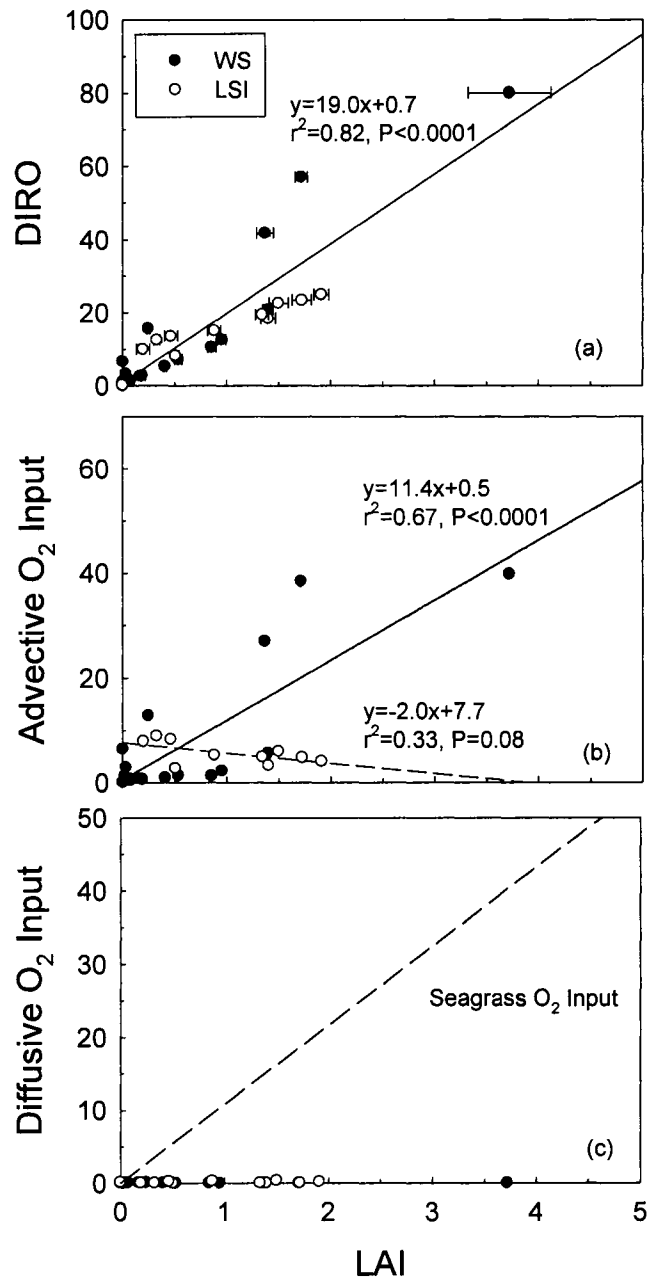 100
WS
LSI
80
y=19.0x+0.7
r²=0.82, P<0.0001
60
DIRO
40
20
(a)
0
60
y=11.4x+0.5
r²=0.67, P<0.0001
Advective O₂ Input
40
20
y=-2.0x+7.7
r²=0.33, P=0.08
(b)
0
50
40
Diffusive O₂ Input
30
Seagrass O₂ Input
20
10
(c)
0
0 1 2 3 4 5
LAI